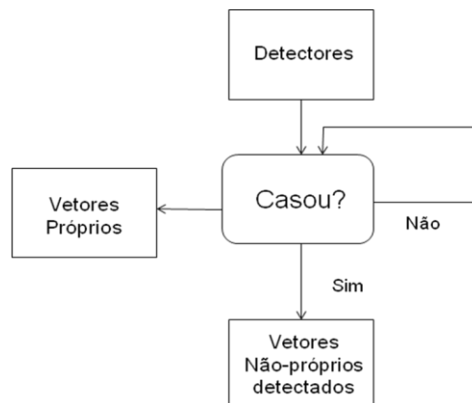 Detectores
Casou?
Vetores
Próprios
Não
Sim
Vetores
Não-próprios
detectados